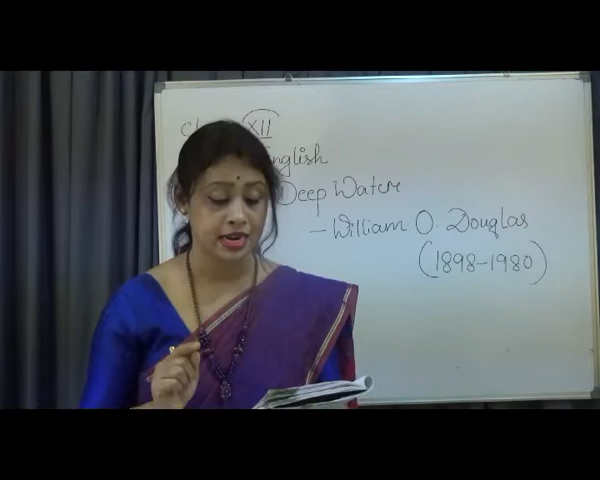 XII
English
Deep Water
- William O. Douglas
(1898-1980)